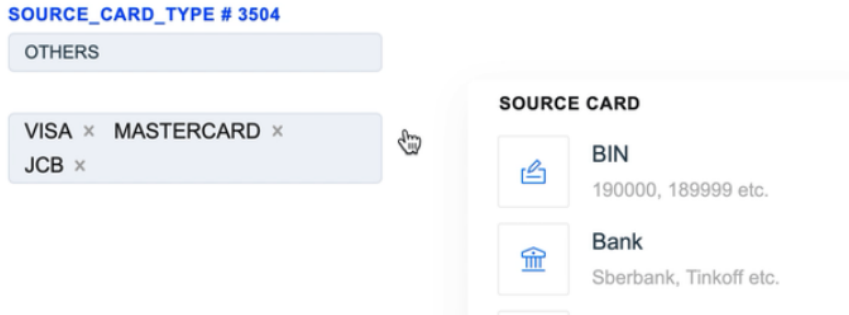 SOURCE_CARD_TYPE # 3504
OTHERS
VISA × MASTERCARD ×
JCB ×
SOURCE CARD
BIN
190000, 189999 etc.
Bank
Sberbank, Tinkoff etc.